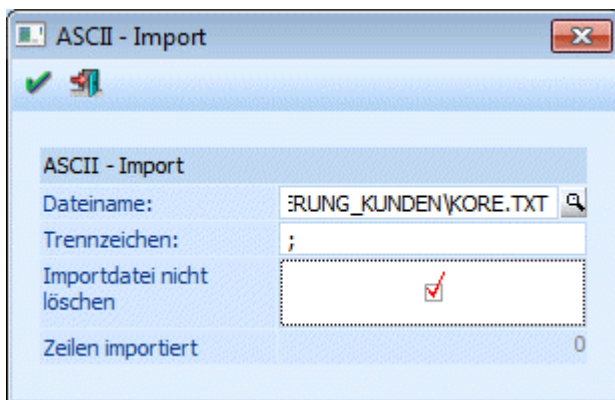 ASCII - Import
ASCII - Import
Dateiname: :RUNG_KUNDEN\KORE.TXT
Trennzeichen: ;
Importdatei nicht
löschen
Zeilen importiert 0